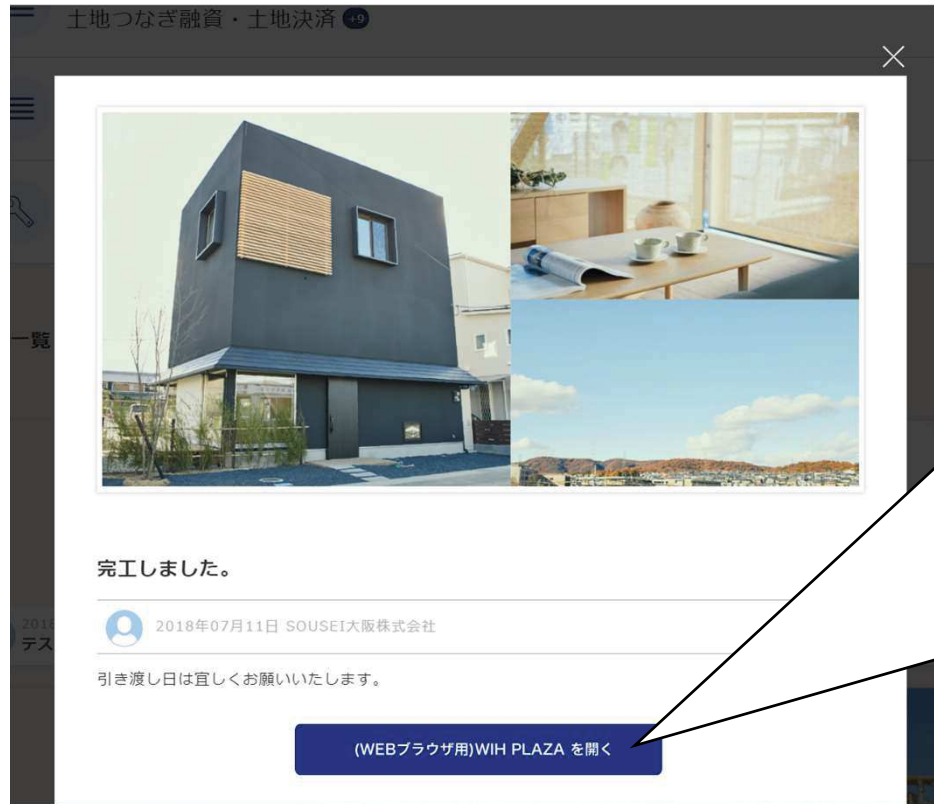 土地つなぎ融資・土地決済 +9
一覧
完工しました。
2018
テス
2018年07月11日 SOUSEI大阪株式会社
引き渡し日は宜しくお願いいたします。
(WEBブラウザ用)WIH PLAZA を開く